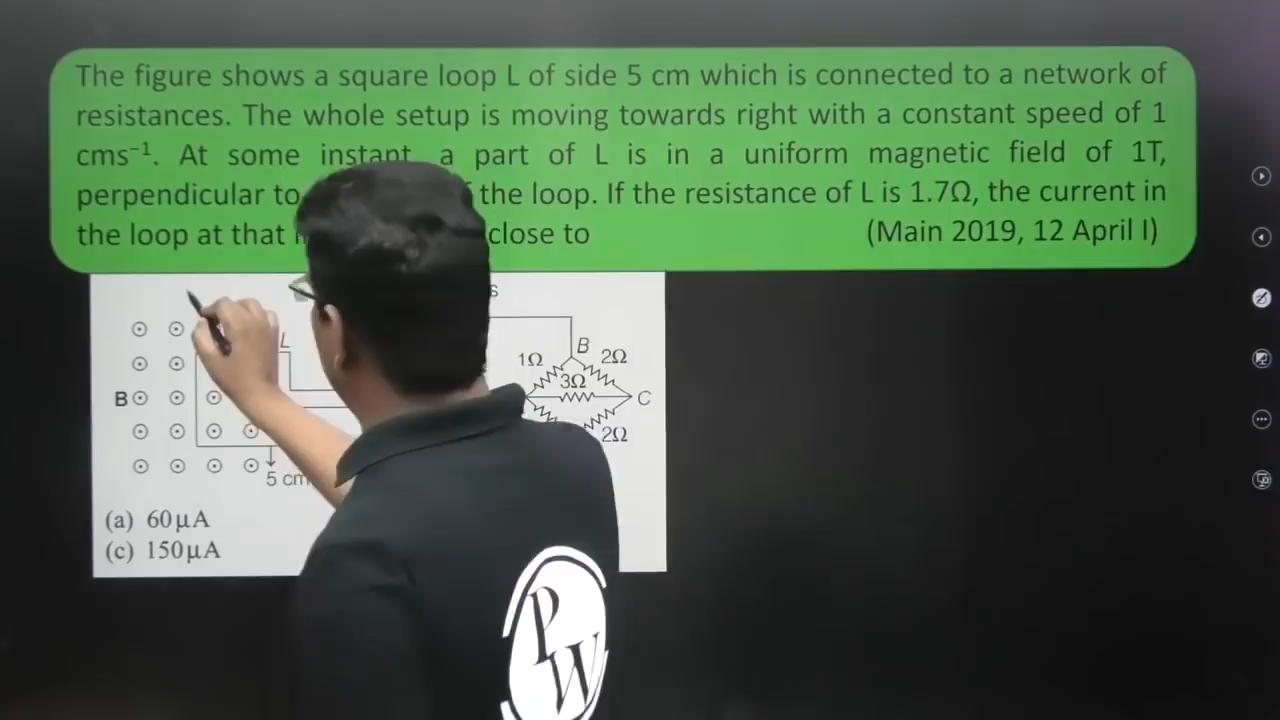 The figure shows a square loop L of side 5 cm which is connected to a network of
resistances. The whole setup is moving towards right with a constant speed of 1
cms⁻¹. At some instant, a part of L is in a uniform magnetic field of 1T,
perpendicular to the loop. If the resistance of L is 1.7Ω, the current in
the loop at that close to (Main 2019, 12 April I)
L
B
1Ω 2Ω
3Ω
B C
2Ω
5 cm
(a) 60μA
(c) 150μA
PW